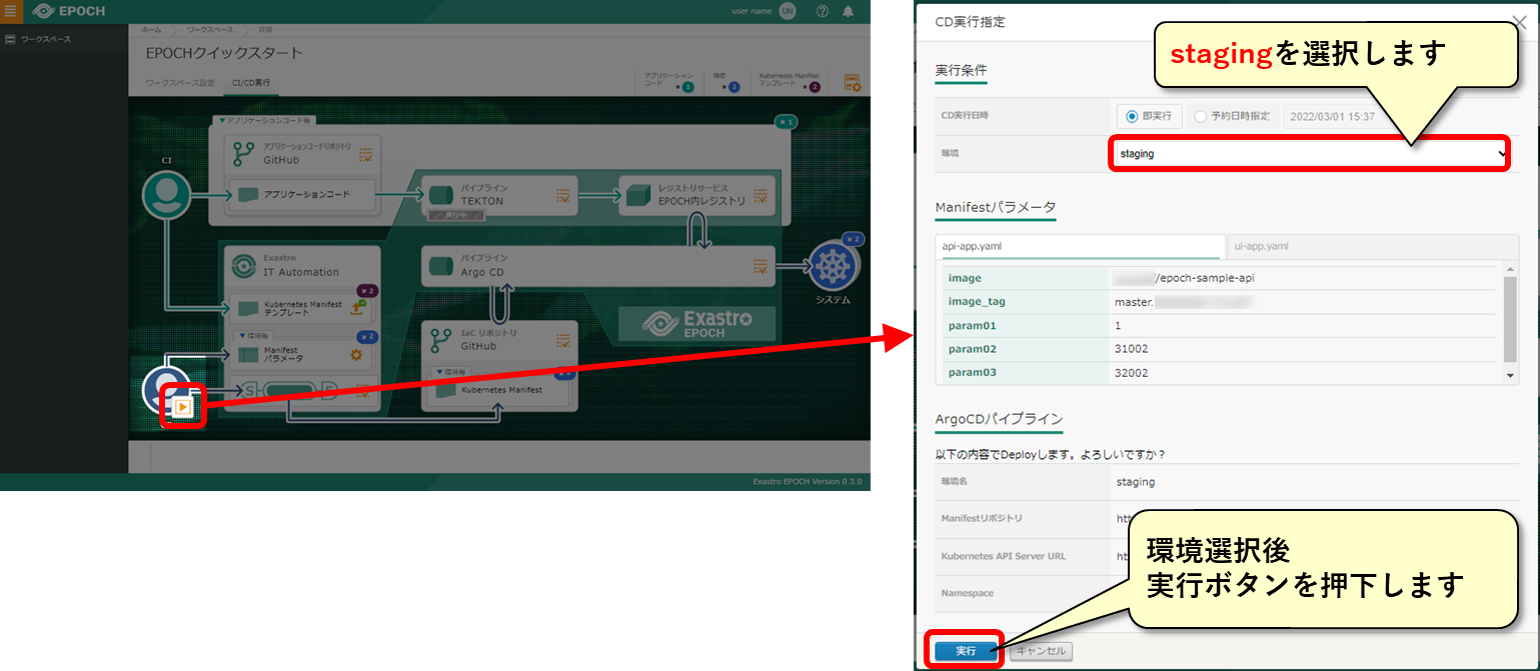 EPOCH
user name
UN
ワークスペース
ホーム
ワークスペース
詳細
EPOCHクイックスタート
ワークスペース設定
CI/CD実行
アプリケーション
コード
×1
環境
×2
Kubernetes Manifest
テンプレート
×2
▼アプリケーションコード毎
×1
CI
アプリケーションコードリポジトリ
GitHub
アプリケーションコード
パイプライン
TEKTON
実行中
レジストリサービス
EPOCH内レジストリ
Exastro
IT Automation
パイプライン
Argo CD
×2
システム
×2
Kubernetes Manifest
テンプレート
▼環境毎
×2
Manifest
パラメータ
IaC リポジトリ
GitHub
▼環境毎
Kubernetes Manifest
Exastro
EPOCH
S
Exastro EPOCH Version 0.3.0
CD実行指定
stagingを選択します
実行条件
CD実行日時
即実行
予約日時指定
2022/03/01 15:37
環境
staging
Manifestパラメータ
api-app.yaml
ui-app.yaml
image
/epoch-sample-api
image_tag
master.
param01
1
param02
31002
param03
32002
ArgoCDパイプライン
以下の内容でDeployします。よろしいですか？
環境名
staging
Manifestリポジトリ
htt
Kubernetes API Server URL
htt
Namespace
環境選択後
実行ボタンを押下します
実行
キャンセル